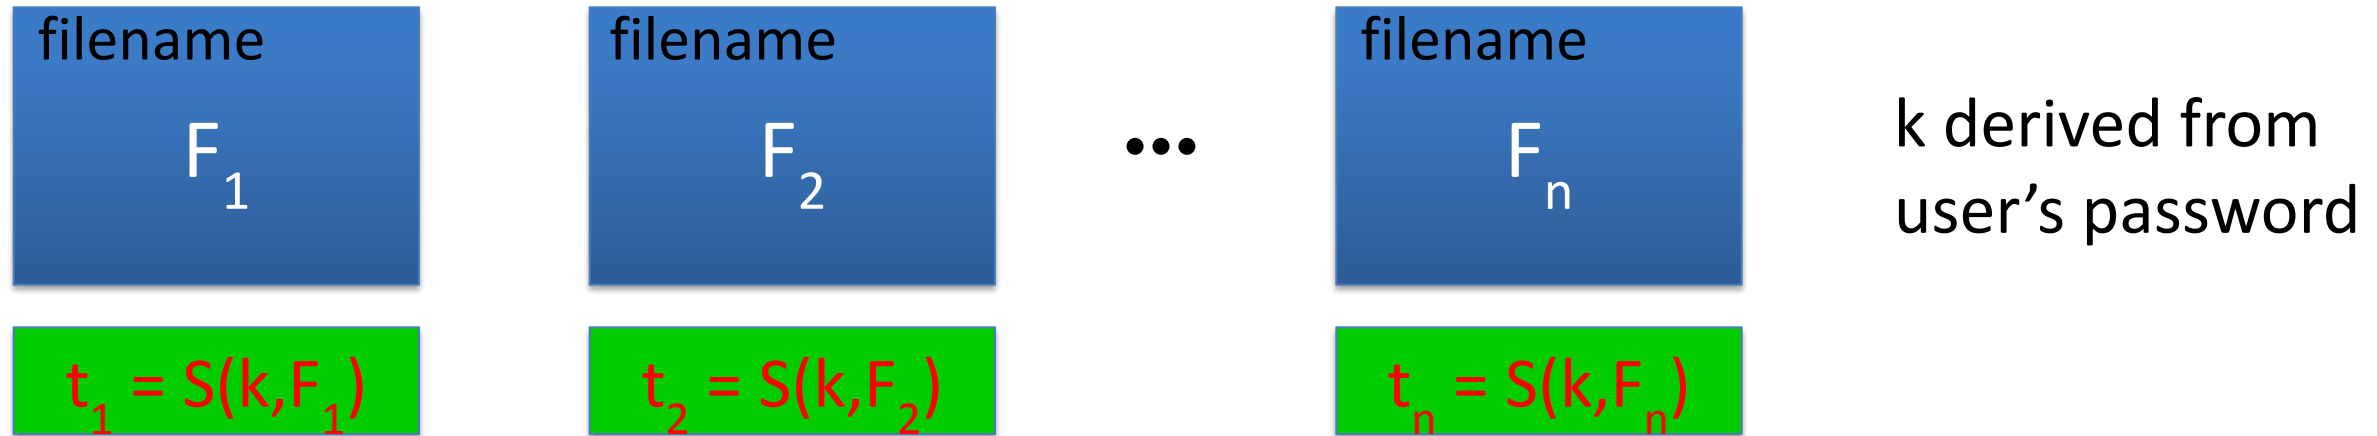 filename
F₁
t₁ = S(k,F₁)
filename
F₂
t₂ = S(k,F₂)
•••
filename
Fₙ
tₙ = S(k,Fₙ)
k derived from
user’s password